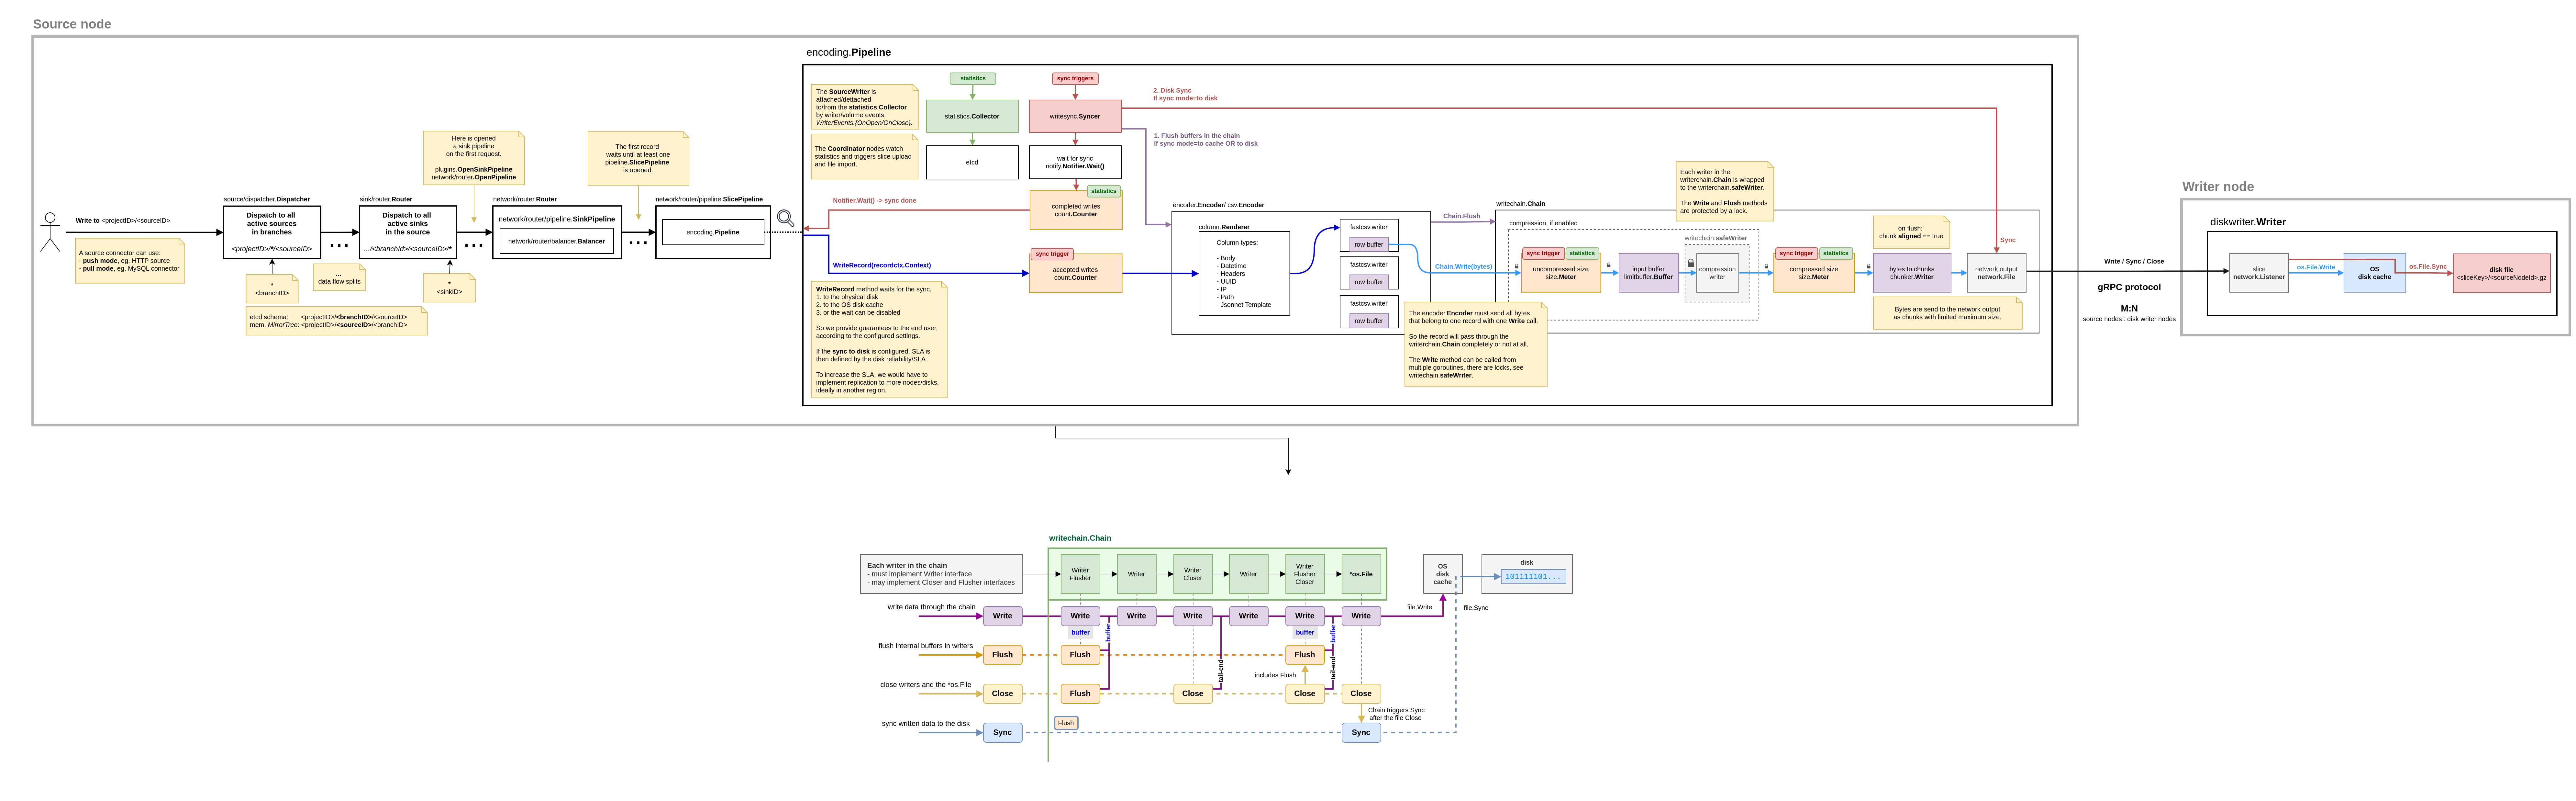 Source node
encoding.Pipeline
Write to <projectID>/<sourceID>
A source connector can use:
- push mode, eg. HTTP source
- pull mode, eg. MySQL connector
source/dispatcher.Dispatcher
Dispatch to all
active sources
in branches
<projectID>/*/<sourceID>
*
<branchID>
...
...
data flow splits
etcd schema: <projectID>/<branchID>/<sourceID>
mem. MirrorTree: <projectID>/<sourceID>/<branchID>
sink/router.Router
Dispatch to all
active sinks
in the source
.../<branchId>/<sourceID>/*
*
<sinkID>
...
Here is opened
a sink pipeline
on the first request.
plugins.OpenSinkPipeline
network/router.OpenPipeline
network/router.Router
network/router/pipeline.SinkPipeline
network/router/balancer.Balancer
...
The first record
waits until at least one
pipeline.SlicePipeline
is opened.
network/router/pipeline.SlicePipeline
encoding.Pipeline
The SourceWriter is
attached/dettached
to/from the statistics.Collector
by writer/volume events:
WriterEvents.{OnOpen/OnClose}.
The Coordinator nodes watch
statistics and triggers slice upload
and file import.
statistics
statistics.Collector
etcd
sync triggers
writesync.Syncer
wait for sync
notify.Notifier.Wait()
statistics
completed writes
count.Counter
Notifier.Wait() -> sync done
WriteRecord(recordctx.Context)
sync trigger
accepted writes
count.Counter
WriteRecord method waits for the sync.
1. to the physical disk
2. to the OS disk cache
3. or the wait can be disabled
So we provide guarantees to the end user,
according to the configured settings.
If the sync to disk is configured, SLA is
then defined by the disk reliability/SLA .
To increase the SLA, we would have to
implement replication to more nodes/disks,
ideally in another region.
2. Disk Sync
If sync mode=to disk
1. Flush buffers in the chain
If sync mode=to cache OR to disk
encoder.Encoder/ csv.Encoder
column.Renderer
Column types:
- Body
- Datetime
- Headers
- UUID
- IP
- Path
- Jsonnet Template
fastcsv.writer
row buffer
fastcsv.writer
row buffer
fastcsv.writer
row buffer
Chain.Flush
Chain.Write(bytes)
The encoder.Encoder must send all bytes
that belong to one record with one Write call.
So the record will pass through the
writerchain.Chain completely or not at all.
The Write method can be called from
multiple goroutines, there are locks, see
writechain.safeWriter.
writechain.Chain
compression, if enabled
Each writer in the
writerchain.Chain is wrapped
to the writerchain.safeWriter.
The Write and Flush methods
are protected by a lock.
sync trigger
statistics
uncompressed size
size.Meter
input buffer
limitbuffer.Buffer
writechain.safeWriter
compression
writer
sync trigger
statistics
compressed size
size.Meter
on flush:
chunk aligned == true
bytes to chunks
chunker.Writer
Bytes are send to the network output
as chunks with limited maximum size.
Sync
network output
network.File
Write / Sync / Close
gRPC protocol
M:N
source nodes : disk writer nodes
Writer node
diskwriter.Writer
slice
network.Listener
os.File.Write
OS
disk cache
os.File.Sync
disk file
<sliceKey>/<sourceNodeId>.gz
writechain.Chain
Each writer in the chain
- must implement Writer interface
- may implement Closer and Flusher interfaces
Writer
Flusher
Writer
Writer
Closer
Writer
Writer
Flusher
Closer
*os.File
OS
disk
cache
disk
101111101...
write data through the chain
Write
Write
Write
Write
Write
Write
Write
file.Write
file.Sync
buffer
buffer
buffer
buffer
flush internal buffers in writers
Flush
Flush
Flush
tail-end
tail-end
includes Flush
close writers and the *os.File
Close
Flush
Close
Close
Close
Chain triggers Sync
after the file Close
Flush
sync written data to the disk
Sync
Sync